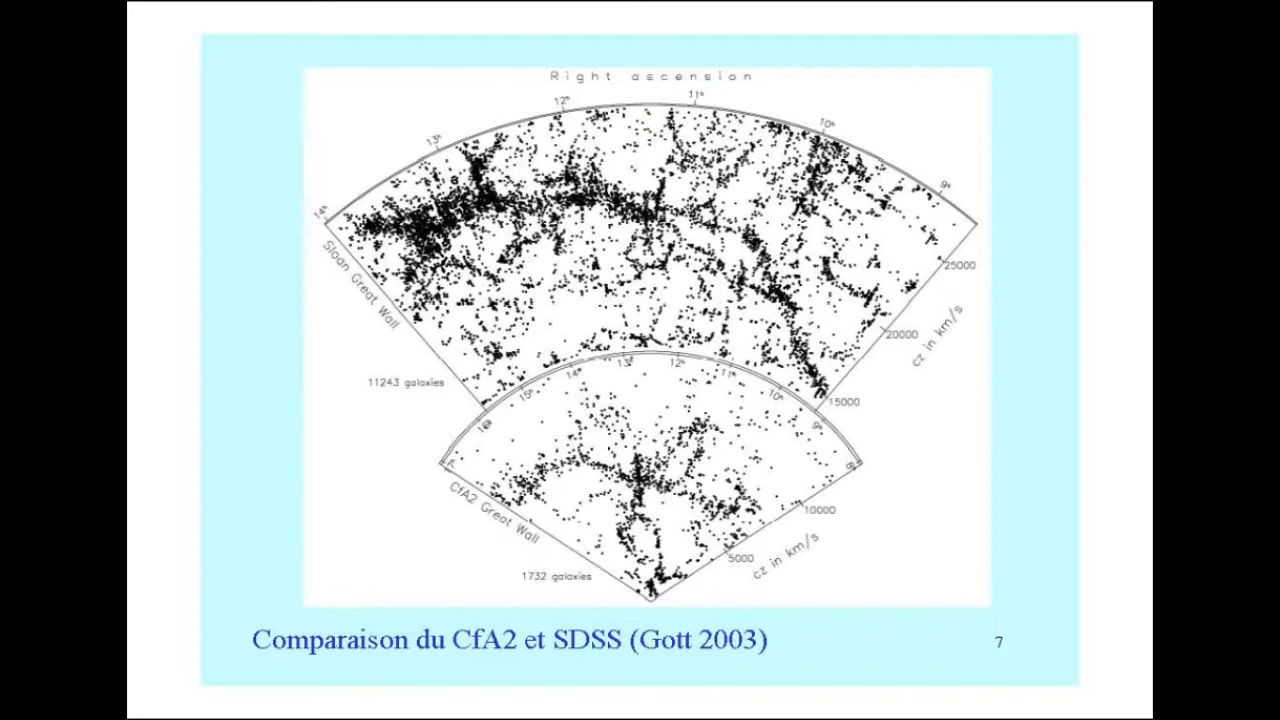 Right ascension
14ʰ 13ʰ 12ʰ 11ʰ 10ʰ 9ʰ
Sloan Great Wall
25000
20000
15000
cz in km/s
11243 galaxies
16ʰ 15ʰ 14ʰ 13ʰ 12ʰ 11ʰ 10ʰ 9ʰ
CfA2 Great Wall
10000
5000
cz in km/s
1732 galaxies
Comparaison du CfA2 et SDSS (Gott 2003)
7